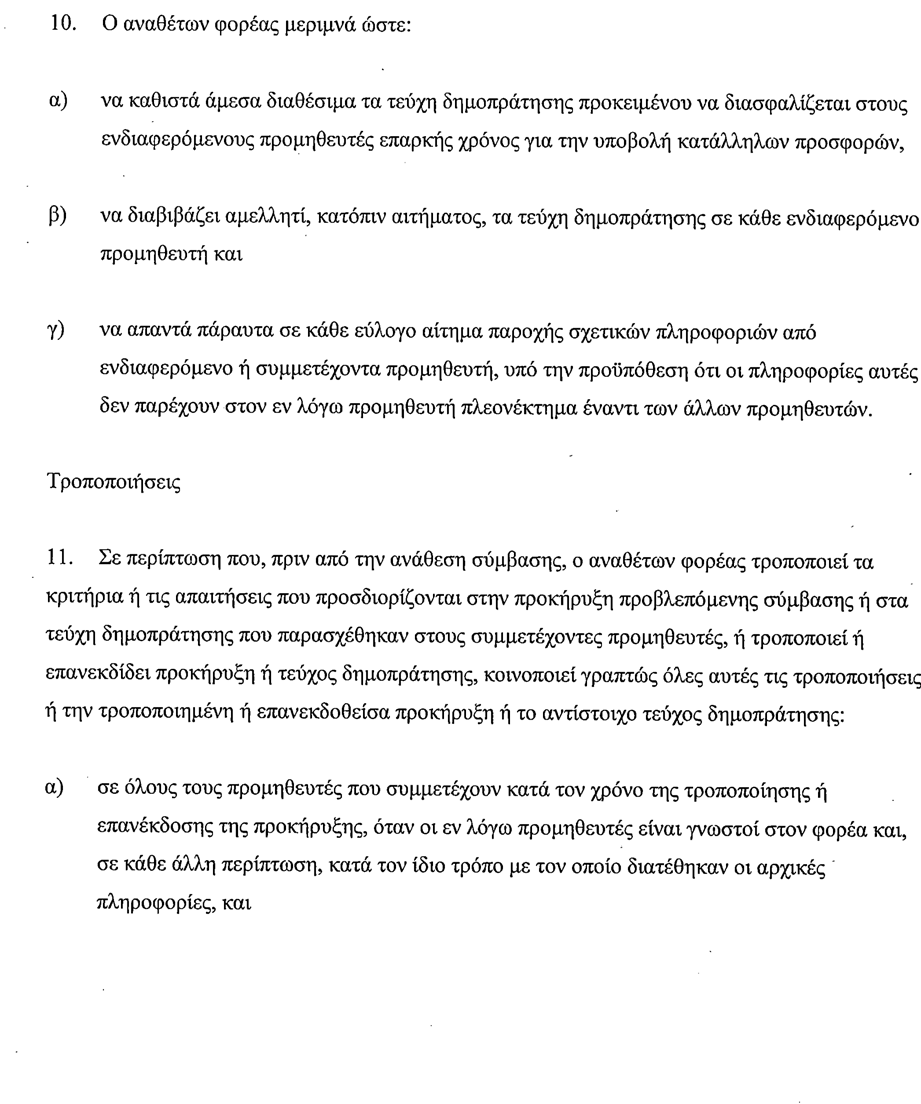 10. Ο αναθέτων φορέας μεριμνά ώστε:
α) να καθιστά άμεσα διαθέσιμα τα τεύχη δημοπράτησης προκειμένου να διασφαλίζεται στους
ενδιαφερόμενους προμηθευτές επαρκής χρόνος για την υποβολή κατάλληλων προσφορών,
β) να διαβιβάζει αμελλητί, κατόπιν αιτήματος, τα τεύχη δημοπράτησης σε κάθε ενδιαφερόμενο
προμηθευτή και
γ) να απαντά πάραυτα σε κάθε εύλογο αίτημα παροχής σχετικών πληροφοριών από
ενδιαφερόμενο ή συμμετέχοντα προμηθευτή, υπό την προϋπόθεση ότι οι πληροφορίες αυτές
δεν παρέχουν στον εν λόγω προμηθευτή πλεονέκτημα έναντι των άλλων προμηθευτών.
Τροποποιήσεις
11. Σε περίπτωση που, πριν από την ανάθεση σύμβασης, ο αναθέτων φορέας τροποποιεί τα
κριτήρια ή τις απαιτήσεις που προσδιορίζονται στην προκήρυξη προβλεπόμενης σύμβασης ή στα
τεύχη δημοπράτησης που παρασχέθηκαν στους συμμετέχοντες προμηθευτές, ή τροποποιεί ή
επανεκδίδει προκήρυξη ή τεύχος δημοπράτησης, κοινοποιεί γραπτώς όλες αυτές τις τροποποιήσεις
ή την τροποποιημένη ή επανεκδοθείσα προκήρυξη ή το αντίστοιχο τεύχος δημοπράτησης:
α) σε όλους τους προμηθευτές που συμμετέχουν κατά τον χρόνο της τροποποίησης ή
επανέκδοσης της προκήρυξης, όταν οι εν λόγω προμηθευτές είναι γνωστοί στον φορέα και,
σε κάθε άλλη περίπτωση, κατά τον ίδιο τρόπο με τον οποίο διατέθηκαν οι αρχικές
πληροφορίες, και